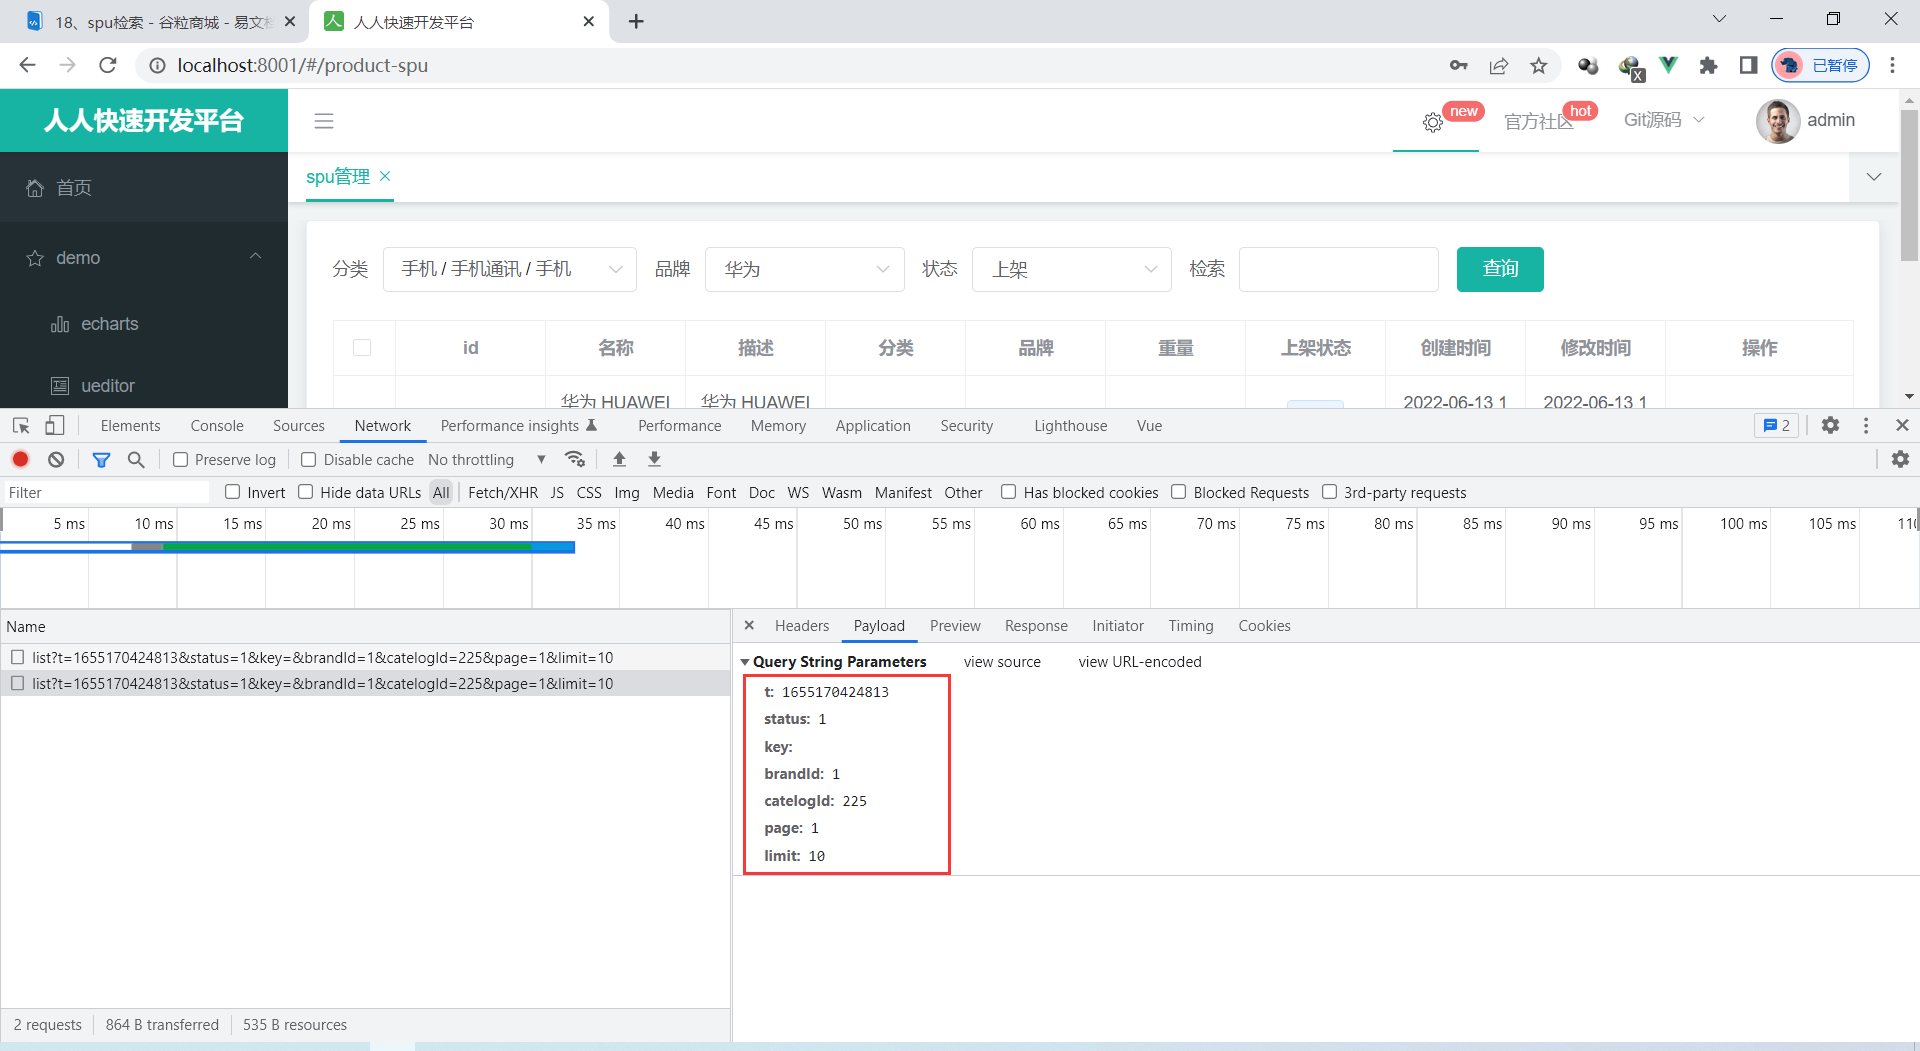 18、spu检索 - 谷粒商城 - 易文档
人人快速开发平台
localhost:8001/#/product-spu
已暂停
人人快速开发平台
new
官方社区
hot
Git源码
admin
首页
spu管理
demo
分类
手机 / 手机通讯 / 手机
品牌
华为
状态
上架
检索
查询
echarts
id
名称
描述
分类
品牌
重量
上架状态
创建时间
修改时间
操作
ueditor
华为 HUAWEI
华为 HUAWEI
2022-06-13 1
2022-06-13 1
Elements
Console
Sources
Network
Performance insights
Performance
Memory
Application
Security
Lighthouse
Vue
2
Preserve log
Disable cache
No throttling
Filter
Invert
Hide data URLs
All
Fetch/XHR
JS
CSS
Img
Media
Font
Doc
WS
Wasm
Manifest
Other
Has blocked cookies
Blocked Requests
3rd-party requests
5 ms
10 ms
15 ms
20 ms
25 ms
30 ms
35 ms
40 ms
45 ms
50 ms
55 ms
60 ms
65 ms
70 ms
75 ms
80 ms
85 ms
90 ms
95 ms
100 ms
105 ms
Name
Headers
Payload
Preview
Response
Initiator
Timing
Cookies
list?t=1655170424813&status=1&key=&brandId=1&catelogId=225&page=1&limit=10
list?t=1655170424813&status=1&key=&brandId=1&catelogId=225&page=1&limit=10
Query String Parameters
view source
view URL-encoded
t: 1655170424813
status: 1
key:
brandId: 1
catelogId: 225
page: 1
limit: 10
2 requests
864 B transferred
535 B resources